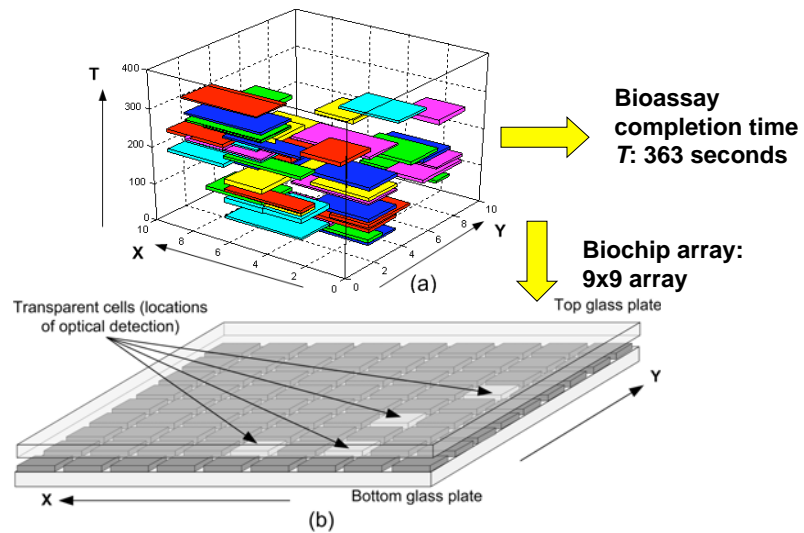 T
400
300
200
100
0
10
8
6
4
2
0
X
0
2
4
6
8
10
Y
(a)
Bioassay
completion time
T: 363 seconds
Biochip array:
9x9 array
Transparent cells (locations
of optical detection)
Top glass plate
Y
X
Bottom glass plate
(b)